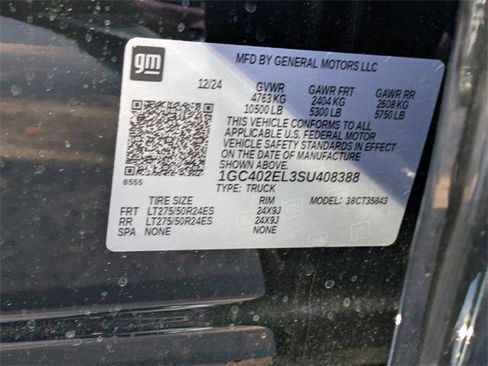 gm
MFD BY GENERAL MOTORS LLC
12/24 GVWR GAWR FRT GAWR RR
4763 KG 2404 KG 2608 KG
10500 LB 5300 LB 5750 LB
THIS VEHICLE CONFORMS TO ALL
APPLICABLE U.S. FEDERAL MOTOR
VEHICLE SAFETY STANDARDS IN
EFFECT ON THE DATE OF MANUFACTURE
SHOWN ABOVE.
1GC402EL3SU408388
8555 TYPE: TRUCK
TIRE SIZE RIM MODEL: 38CT35843
FRT LT275/50R24ES 24X9J
RR LT275/50R24ES 24X9J
SPA NONE NONE